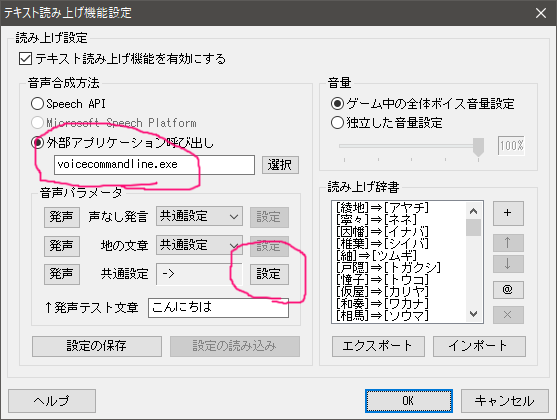 テキスト読み上げ機能設定
読み上げ設定
テキスト読み上げ機能を有効にする
音声合成方法
Speech API
Microsoft Speech Platform
外部アプリケーション呼び出し
voicecommandline.exe 選択
音声パラメータ
発声 声なし発言 共通設定 設定
発声 地の文章 共通設定 設定
発声 共通設定 -> 設定
↑発声テスト文章 こんにちは
設定の保存 設定の読み込み
音量
ゲーム中の全体ボイス音量設定
独立した音量設定
100%
読み上げ辞書
[綾地]⇒[アヤチ]
[寧々]⇒[ネネ]
[因幡]⇒[イナバ]
[椎葉]⇒[シイバ]
[紬]⇒[ツムギ]
[戸隠]⇒[トガクシ]
[憧子]⇒[トウコ]
[仮屋]⇒[カリヤ]
[和奏]⇒[ワカナ]
[相馬]⇒[ソウマ]
+
↑
↓
@
×
エクスポート インポート
ヘルプ OK キャンセル